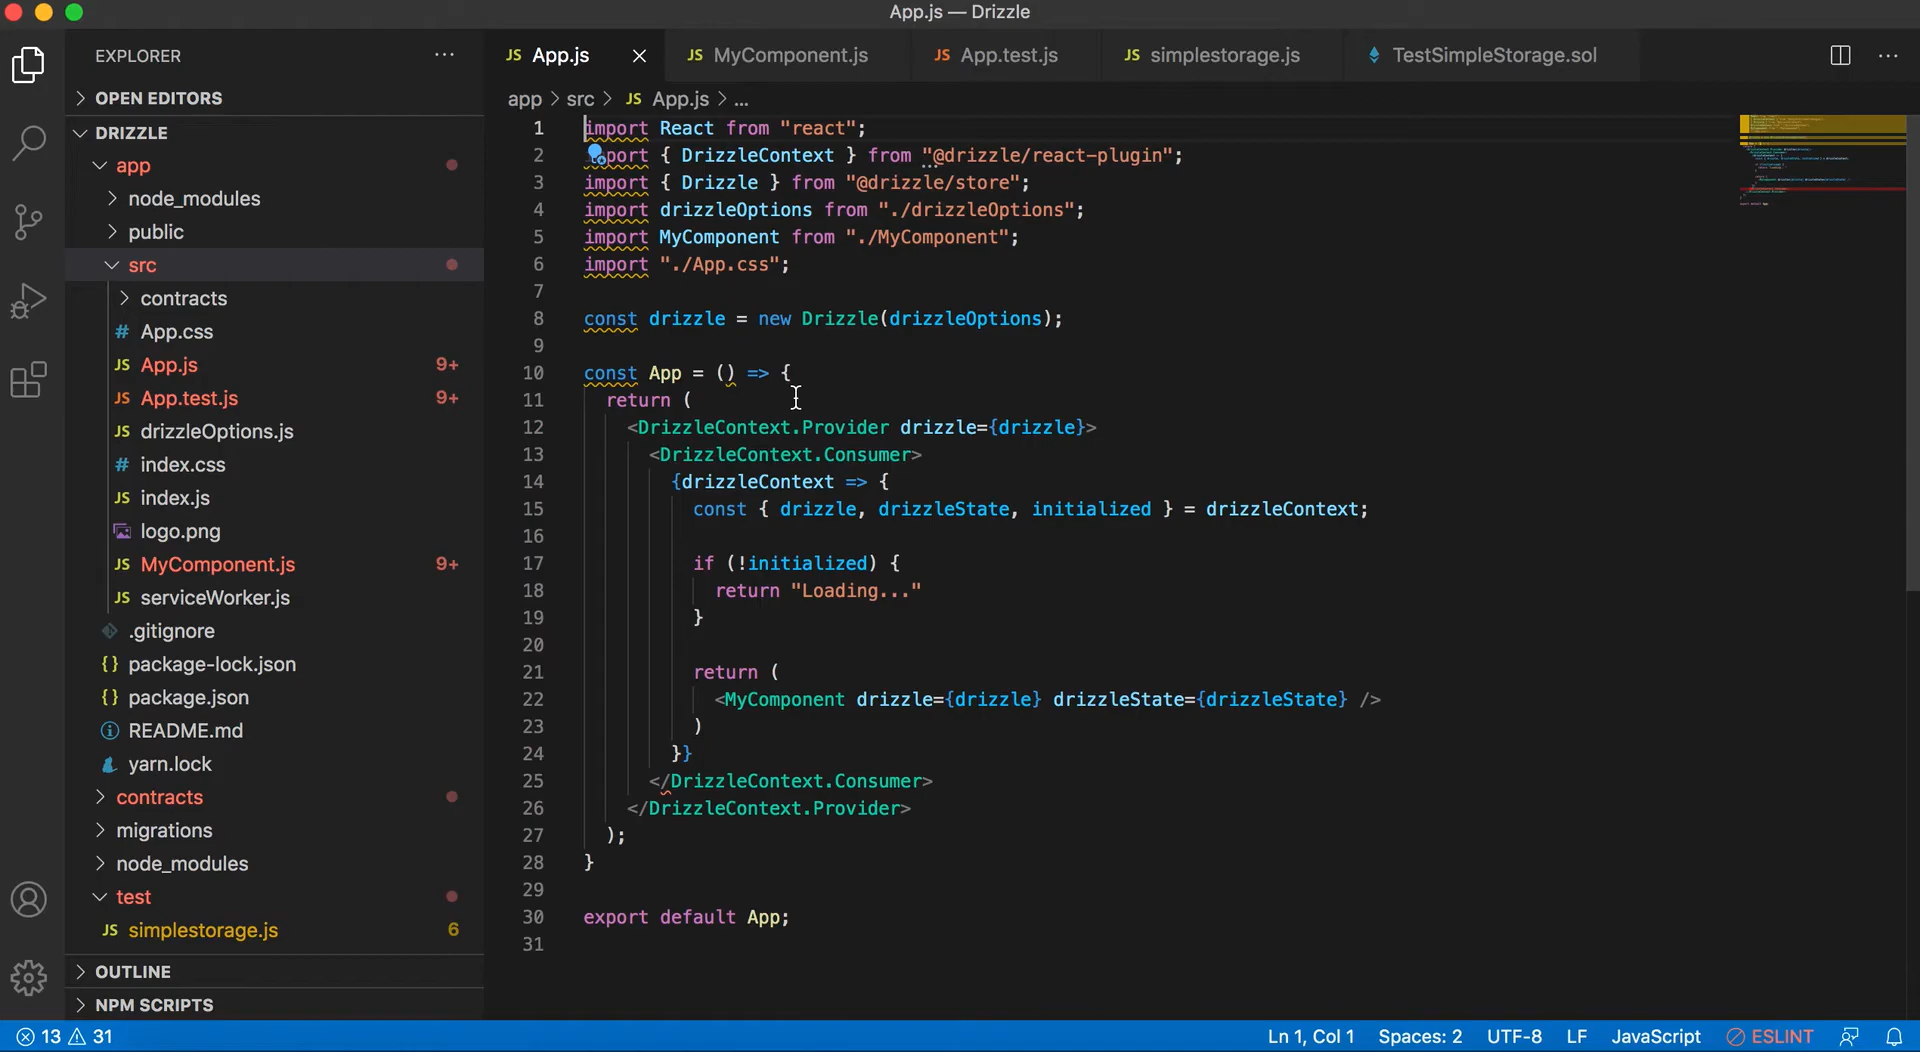 App.js — Drizzle
EXPLORER
OPEN EDITORS
DRIZZLE
app
node_modules
public
src
contracts
# App.css
JS App.js 9+
JS App.test.js 9+
JS drizzleOptions.js
# index.css
JS index.js
logo.png
JS MyComponent.js 9+
JS serviceWorker.js
.gitignore
{} package-lock.json
{} package.json
README.md
yarn.lock
contracts
migrations
node_modules
test
JS simplestorage.js 6
OUTLINE
NPM SCRIPTS
JS App.js
JS MyComponent.js
JS App.test.js
JS simplestorage.js
TestSimpleStorage.sol
app > src > JS App.js > ...
1 import React from "react";
2 import { DrizzleContext } from "@drizzle/react-plugin";
3 import { Drizzle } from "@drizzle/store";
4 import drizzleOptions from "./drizzleOptions";
5 import MyComponent from "./MyComponent";
6 import "./App.css";
7
8 const drizzle = new Drizzle(drizzleOptions);
9
10 const App = () => {
11 return (
12 <DrizzleContext.Provider drizzle={drizzle}>
13 <DrizzleContext.Consumer>
14 {drizzleContext => {
15 const { drizzle, drizzleState, initialized } = drizzleContext;
16
17 if (!initialized) {
18 return "Loading..."
19 }
20
21 return (
22 <MyComponent drizzle={drizzle} drizzleState={drizzleState} />
23 )
24 }}
25 </DrizzleContext.Consumer>
26 </DrizzleContext.Provider>
27 );
28 }
29
30 export default App;
31
13 31
Ln 1, Col 1 Spaces: 2 UTF-8 LF JavaScript ESLINT